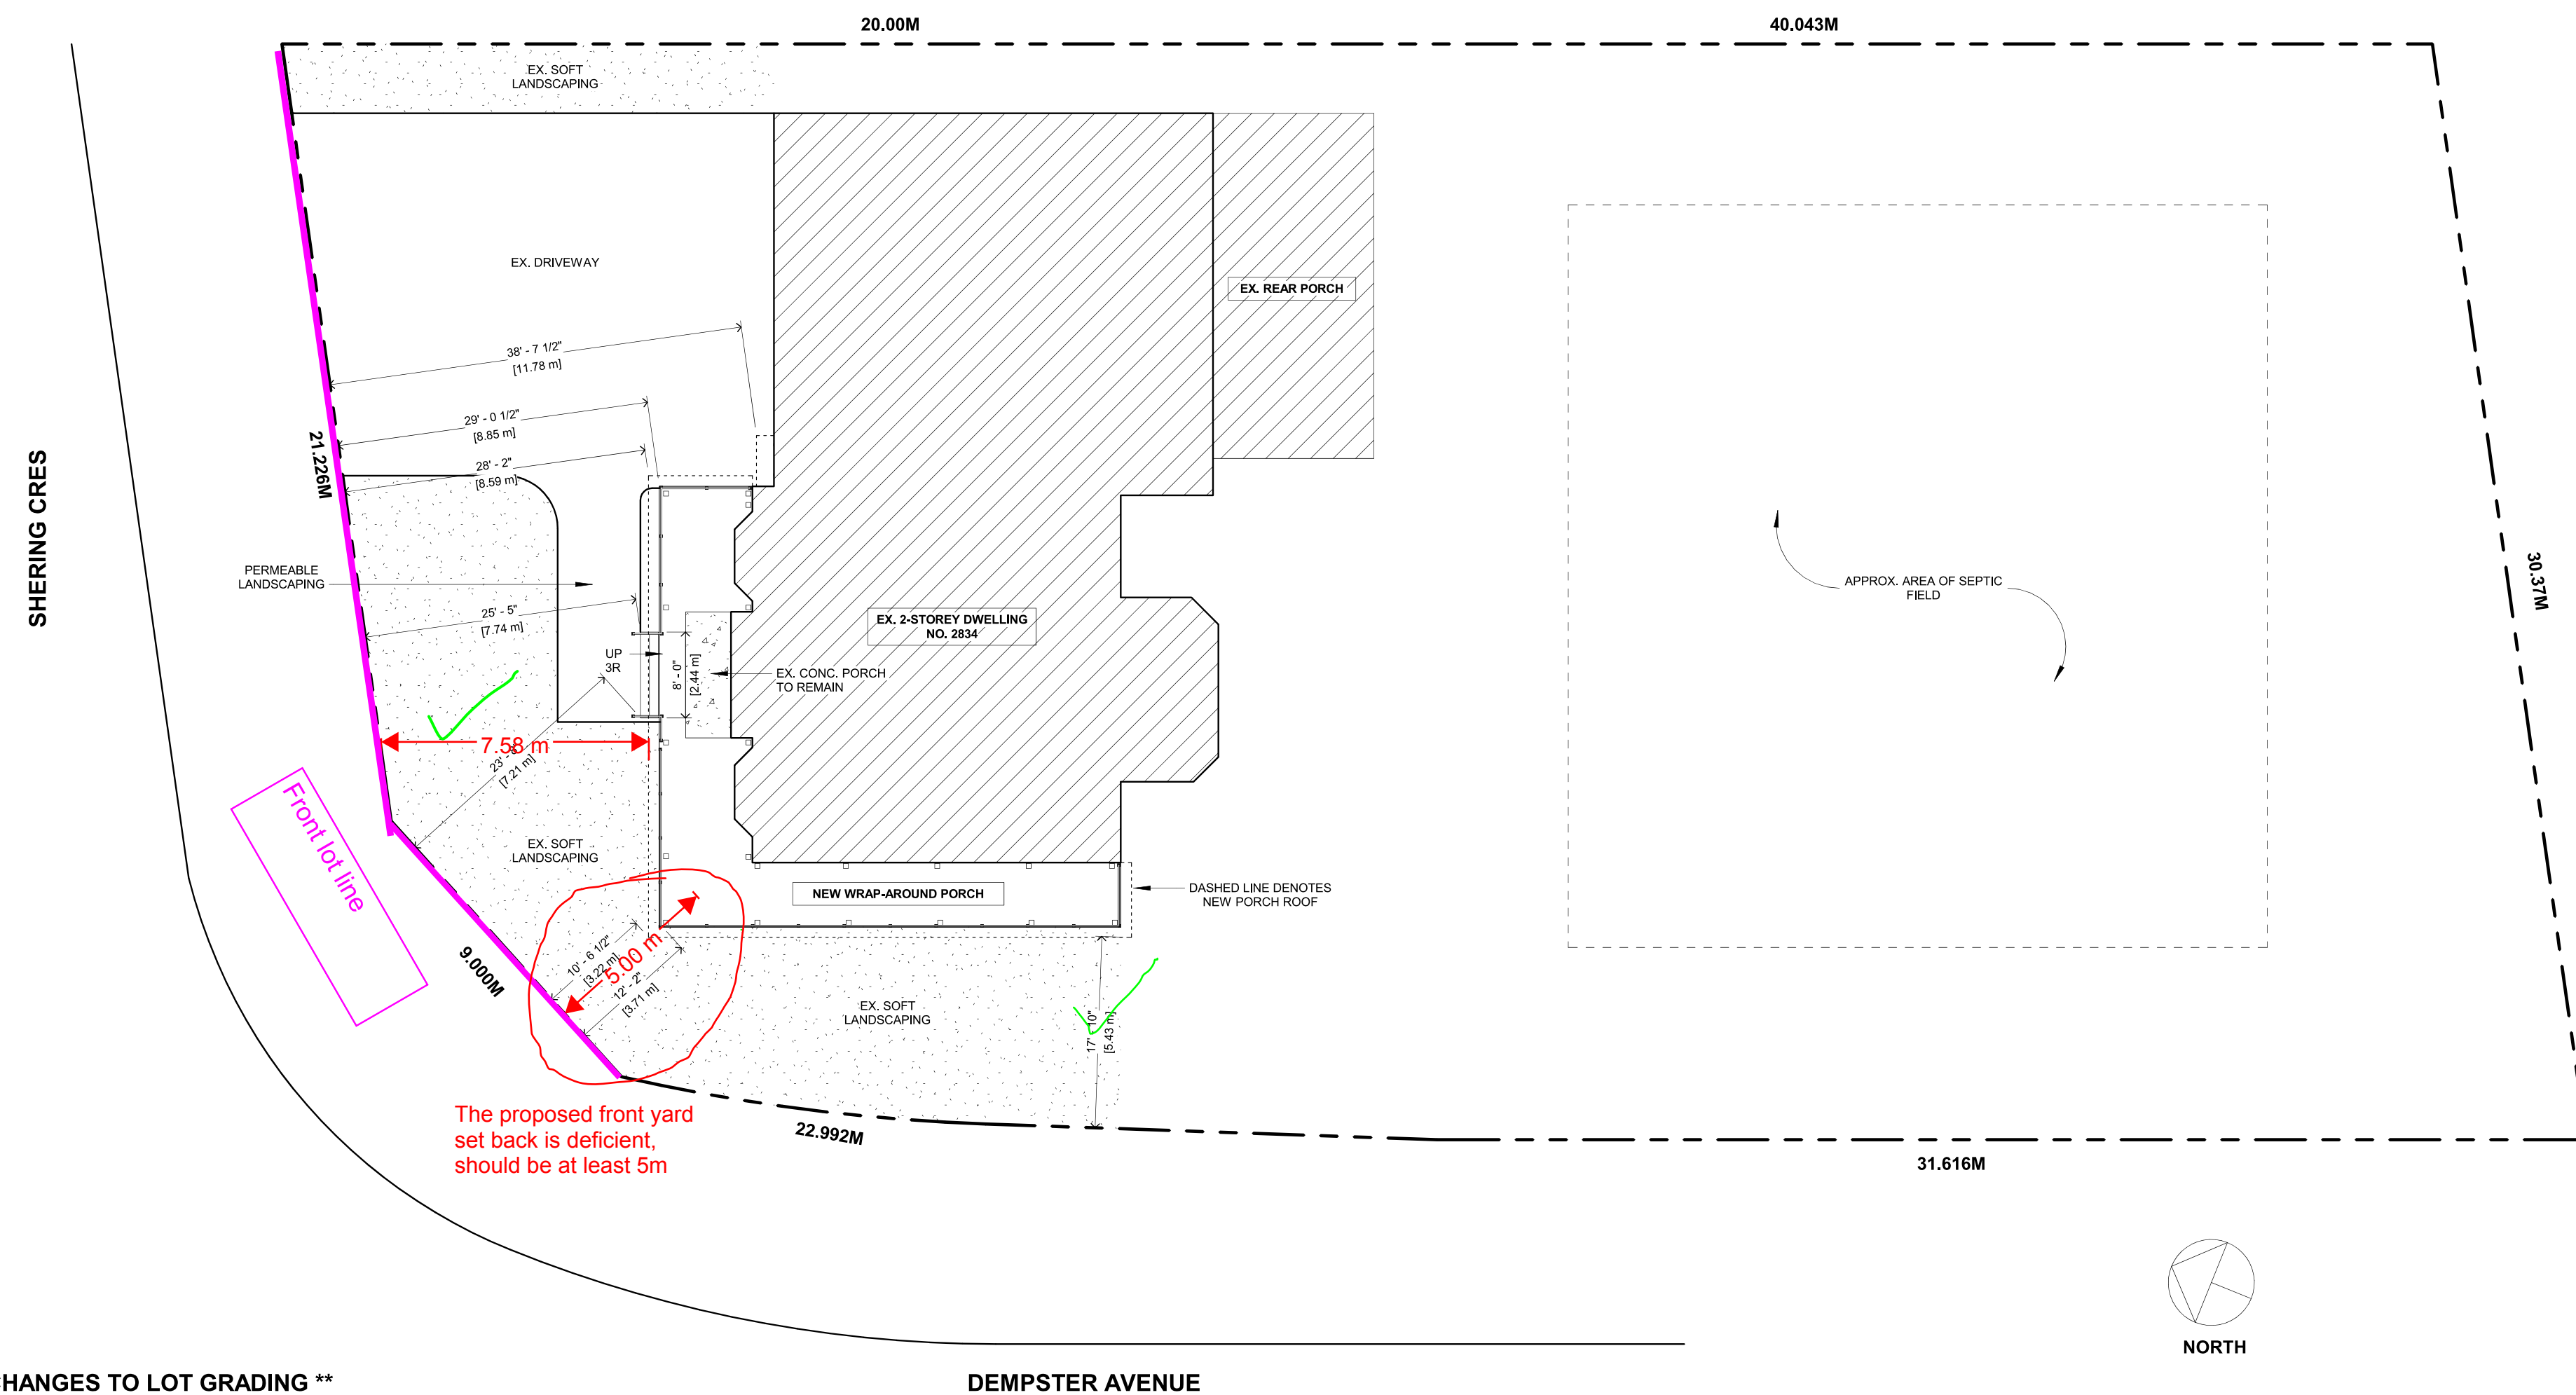 20.00M
40.043M
EX. SOFT
LANDSCAPING
EX. DRIVEWAY
EX. REAR PORCH
38' - 7 1/2"
[11.78 m]
29' - 0 1/2"
[8.85 m]
28' - 2"
[8.59 m]
21.226M
SHERING CRES
PERMEABLE
LANDSCAPING
25' - 5"
[7.74 m]
UP
3R
8' - 0"
[2.44 m]
EX. CONC. PORCH
TO REMAIN
EX. 2-STOREY DWELLING
NO. 2834
APPROX. AREA OF SEPTIC
FIELD
30.37M
7.58 m
[7.21 m]
Front lot line
EX. SOFT
LANDSCAPING
NEW WRAP-AROUND PORCH
DASHED LINE DENOTES
NEW PORCH ROOF
9.000M
10' - 6 1/2"
[3.22 m]
5.00 m
12' - 2"
[3.71 m]
EX. SOFT
LANDSCAPING
17' 10"
[5.43 m]
The proposed front yard
set back is deficient,
should be at least 5m
22.992M
31.616M
NORTH
HANGES TO LOT GRADING **
DEMPSTER AVENUE